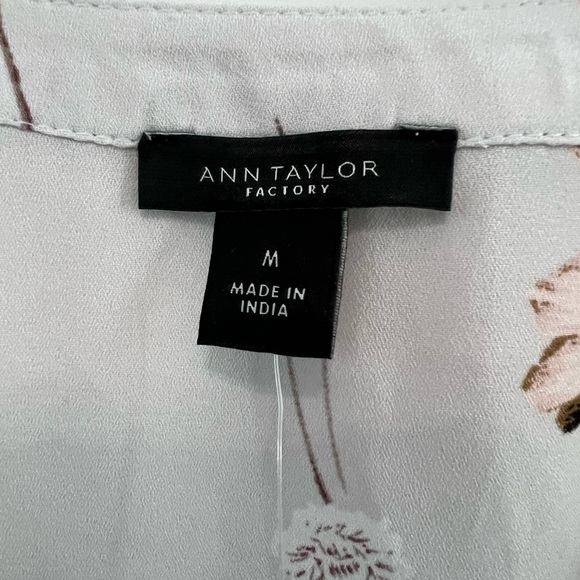 ANN TAYLOR
FACTORY
M
MADE IN
INDIA